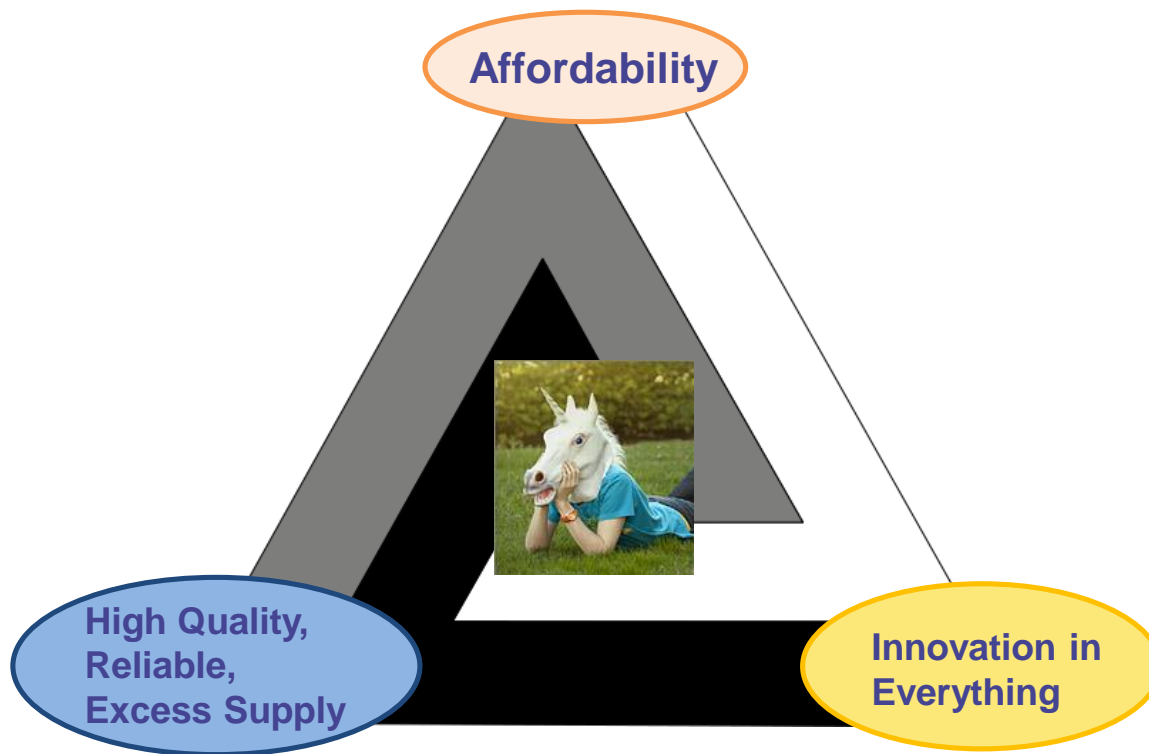 Affordability
High Quality,
Reliable,
Excess Supply
Innovation in
Everything